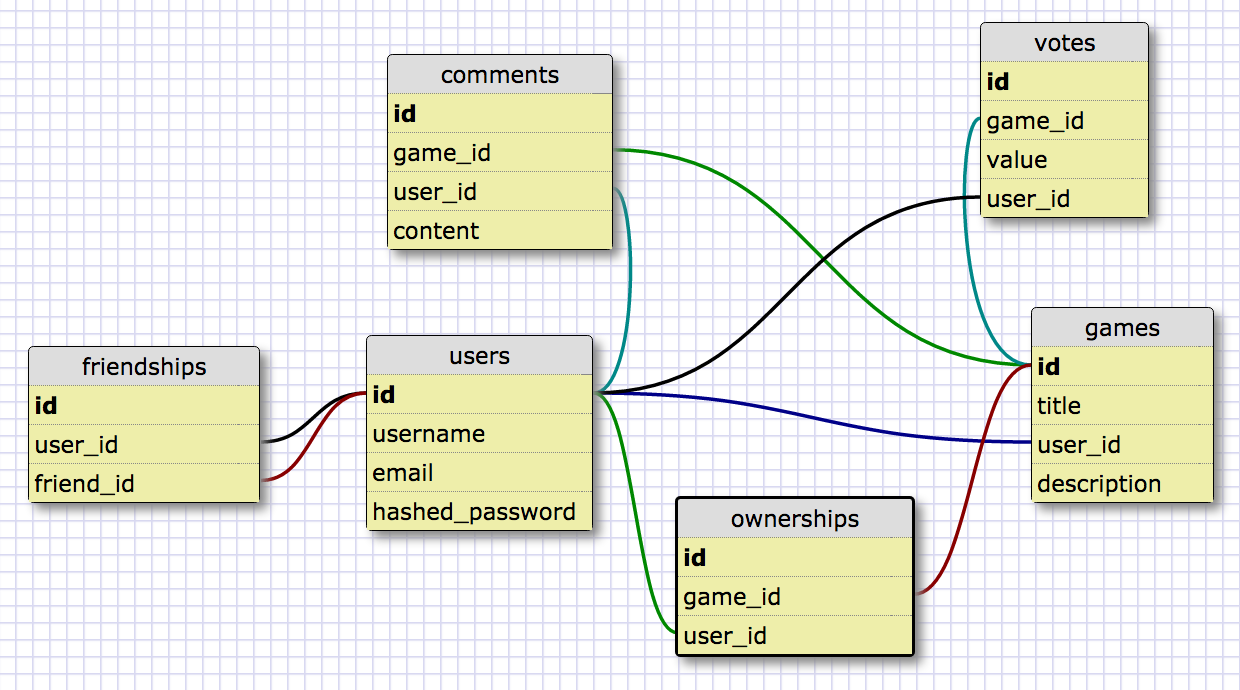 comments
id
game_id
user_id
content
votes
id
game_id
value
user_id
friendships
id
user_id
friend_id
users
id
username
email
hashed_password
games
id
title
user_id
description
ownerships
id
game_id
user_id